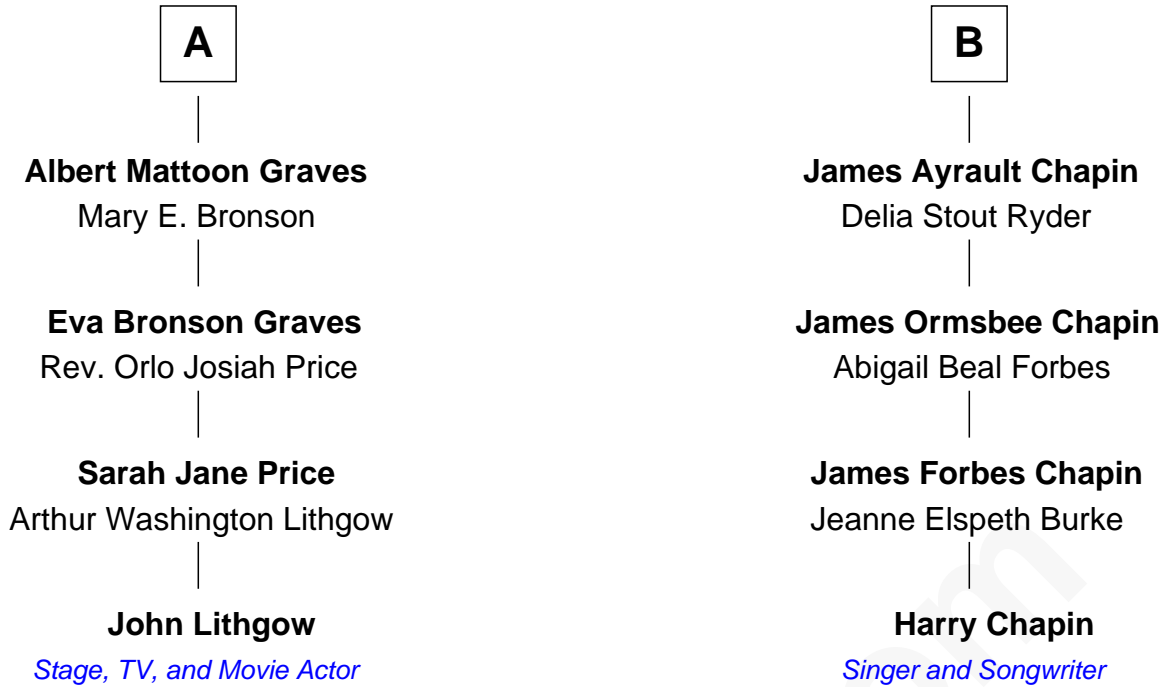 A
Albert Mattoon Graves
Mary E. Bronson
Eva Bronson Graves
Rev. Orlo Josiah Price
Sarah Jane Price
Arthur Washington Lithgow
John Lithgow
Stage, TV, and Movie Actor
B
James Ayrault Chapin
Delia Stout Ryder
James Ormsbee Chapin
Abigail Beal Forbes
James Forbes Chapin
Jeanne Elspeth Burke
Harry Chapin
Singer and Songwriter